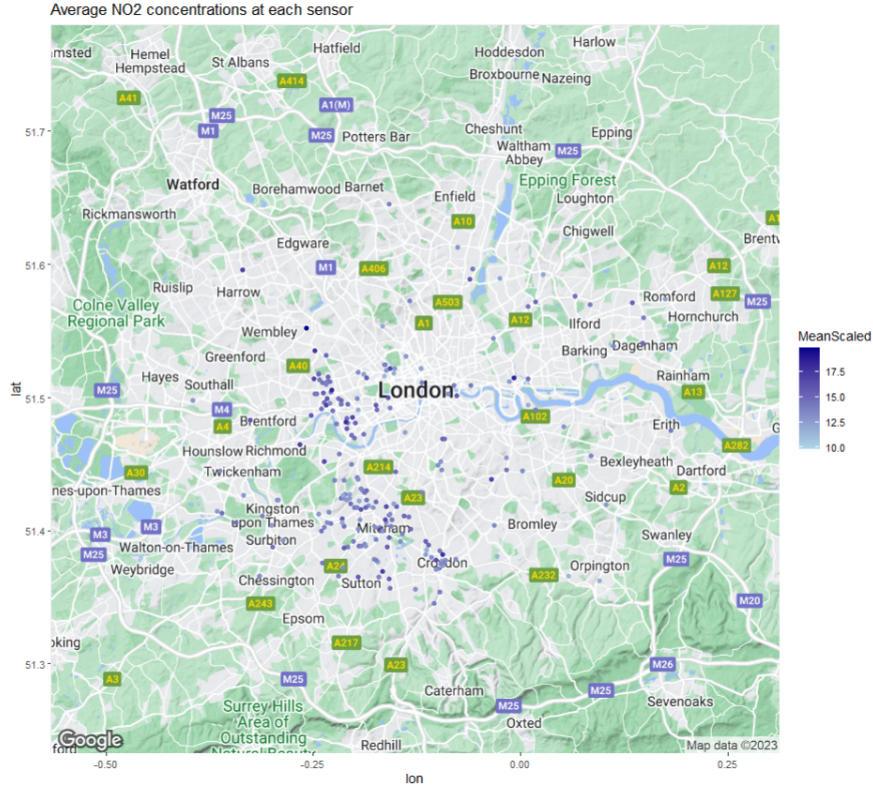 Average NO2 concentrations at each sensor
msted
Hemel
Hempstead
St Albans
Hatfield
Hoddesdon
Harlow
Broxbourne
Nazeing
A414
A41
A1(M)
M25
M1
M25
Potters Bar
Cheshunt
Epping
Waltham
Abbey
M25
51.7
Watford
Borehamwood
Barnet
Epping Forest
Enfield
Loughton
Rickmansworth
A10
A1
Chigwell
Edgware
Brentw
51.6
M1
A406
A12
Ruislip
Harrow
A503
Romford
A127
M25
Colne Valley
Regional Park
A1
A12
Ilford
Hornchurch
Wembley
Dagenham
Greenford
Barking
A40
Hayes
Southall
London
Rainham
M25
A13
51.5
lat
M4
A4
Brentford
A102
Erith
G
A282
Hounslow
Richmond
Bexleyheath
A30
Twickenham
A214
Dartford
nes-upon-Thames
A20
A2
Sidcup
A23
Kingston
upon Thames
Mitcham
Bromley
51.4
M3
M3
Surbiton
Swanley
M25
Walton-on-Thames
M25
Weybridge
A24
Croydon
Orpington
Chessington
Sutton
A232
A243
M20
Epsom
oking
A217
51.3
A3
A23
M26
M25
Caterham
M25
Sevenoaks
Surrey Hills
Area of
Outstanding
Natural Beauty
M25
Oxted
Redhill
ford
Google
Map data ©2023
-0.50
-0.25
0.00
0.25
lon
MeanScaled
17.5
15.0
12.5
10.0